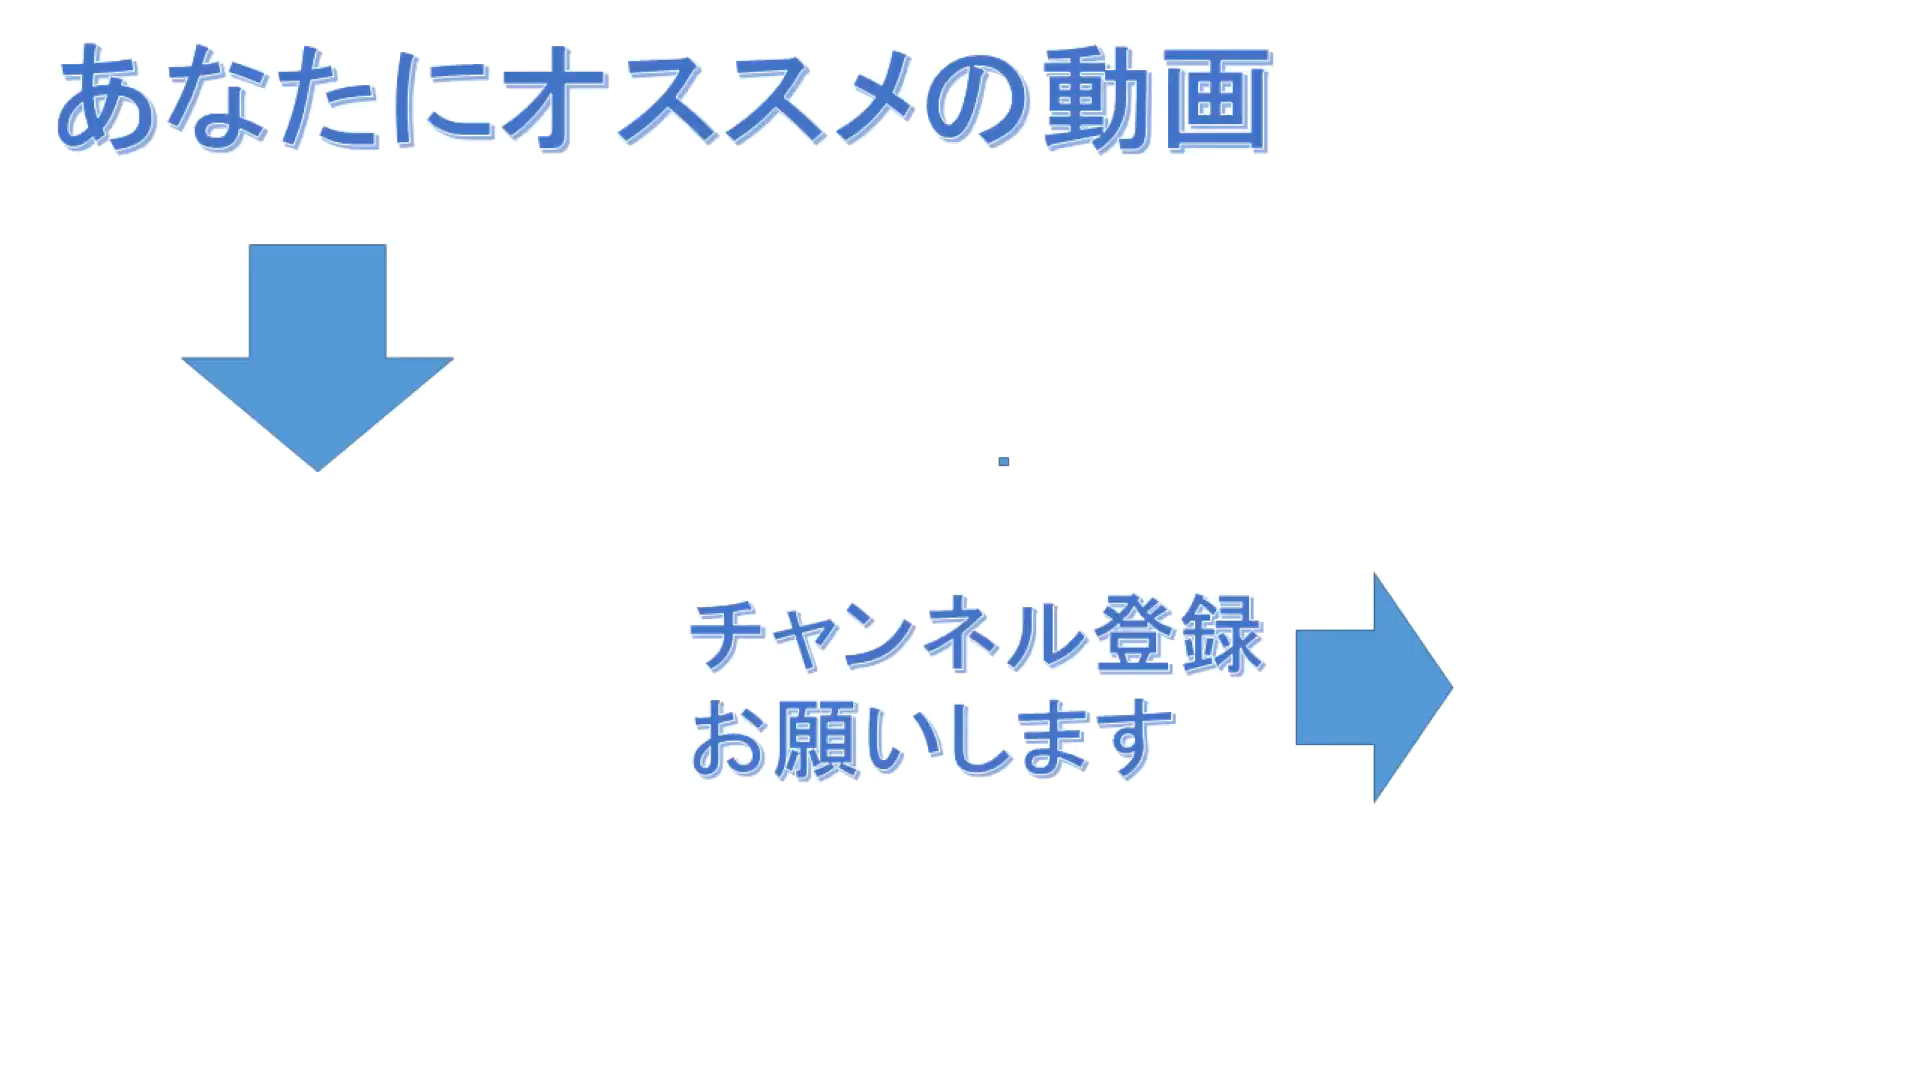 あなたにオススメの動画
チャンネル登録
お願いします